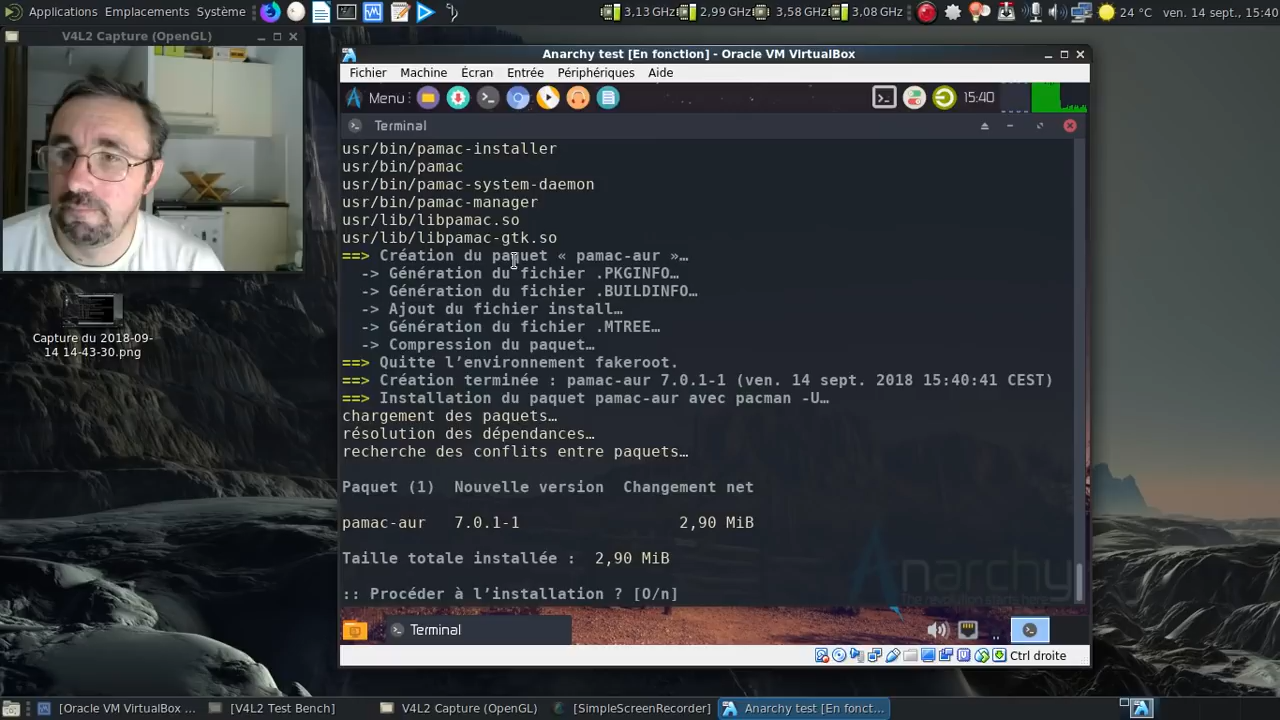 Applications Emplacements Système
3,13 GHz 2,99 GHz 3,58 GHz 3,08 GHz
24 °C ven. 14 sept., 15:40
V4L2 Capture (OpenGL)
Capture du 2018-09-
14 14-43-30.png
Anarchy test [En fonction] - Oracle VM VirtualBox
Fichier Machine Écran Entrée Périphériques Aide
Menu 15:40
Terminal
usr/bin/pamac-installer
usr/bin/pamac
usr/bin/pamac-system-daemon
usr/bin/pamac-manager
usr/lib/libpamac.so
usr/lib/libpamac-gtk.so
==> Création du paquet « pamac-aur »…
-> Génération du fichier .PKGINFO…
-> Génération du fichier .BUILDINFO…
-> Ajout du fichier install…
-> Génération du fichier .MTREE…
-> Compression du paquet…
==> Quitte l’environnement fakeroot.
==> Création terminée : pamac-aur 7.0.1-1 (ven. 14 sept. 2018 15:40:41 CEST)
==> Installation du paquet pamac-aur avec pacman -U…
chargement des paquets…
résolution des dépendances…
recherche des conflits entre paquets…
Paquet (1) Nouvelle version Changement net
pamac-aur 7.0.1-1 2,90 MiB
Taille totale installée : 2,90 MiB
:: Procéder à l’installation ? [O/n]
Anarchy
The revolution starts here
Terminal
Ctrl droite
[Oracle VM VirtualBox ... [V4L2 Test Bench] V4L2 Capture (OpenGL) [SimpleScreenRecorder] Anarchy test [En fonct...